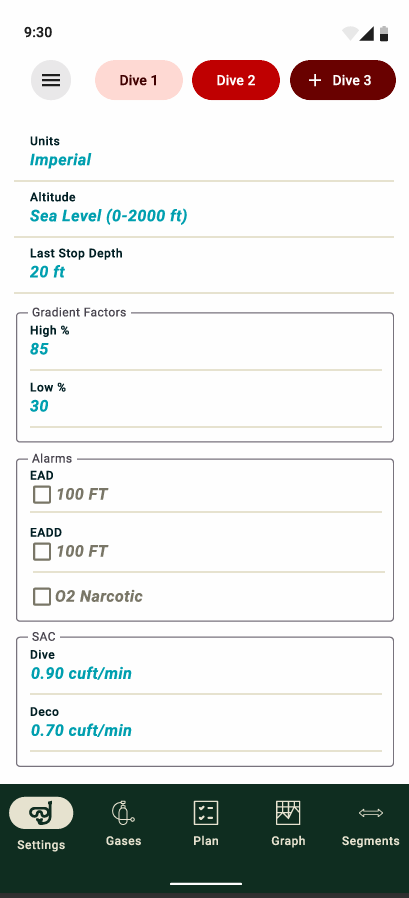 9:30
Dive 1
Dive 2
+ Dive 3
Units
Imperial
Altitude
Sea Level (0-2000 ft)
Last Stop Depth
20 ft
Gradient Factors
High %
85
Low %
30
Alarms
EAD
100 FT
EADD
100 FT
O2 Narcotic
SAC
Dive
0.90 cuft/min
Deco
0.70 cuft/min
Settings
Gases
Plan
Graph
Segments